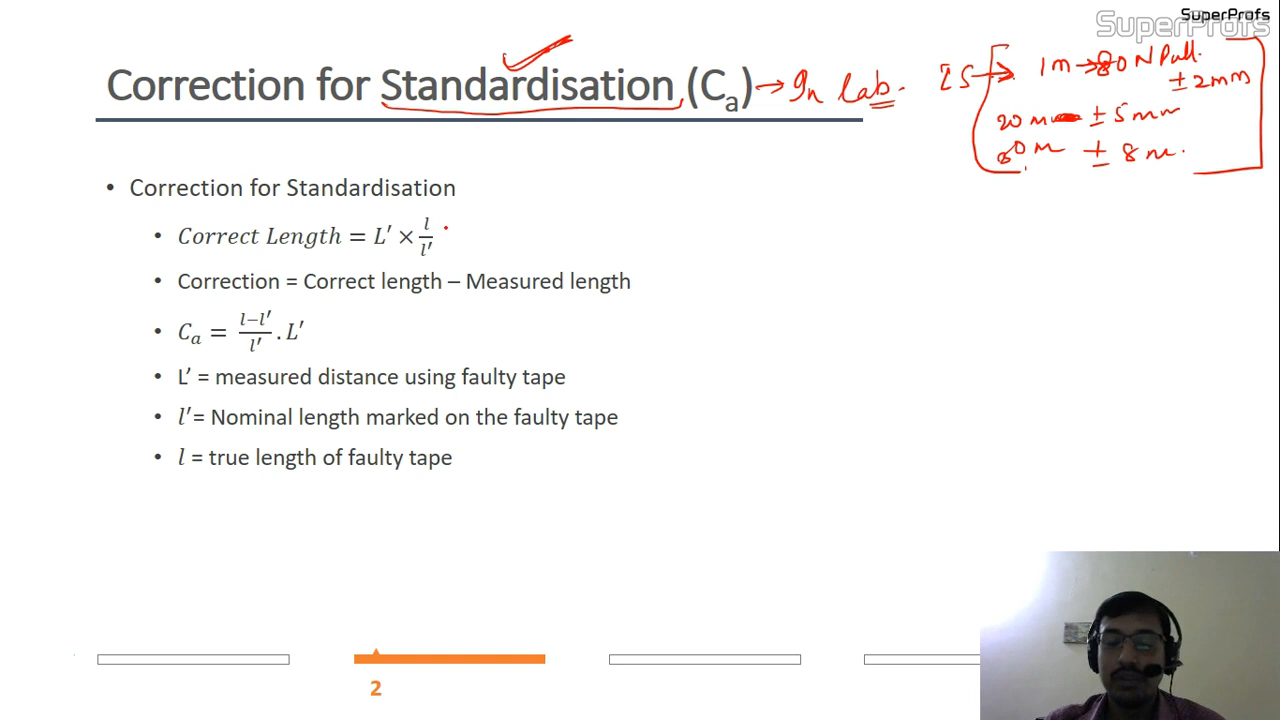 SuperProfs
SuperProfs
Correction for Standardisation (Cₐ) → In lab.
IS → 1m → 80 N Pull.
± 2mm
20 m ± 5 mm
m ± 8 m.
• Correction for Standardisation
• Correct Length = L′ × l/l′
• Correction = Correct length – Measured length
• Cₐ = (l−l′)/l′ . L′
• L’ = measured distance using faulty tape
• l′= Nominal length marked on the faulty tape
• l = true length of faulty tape
2